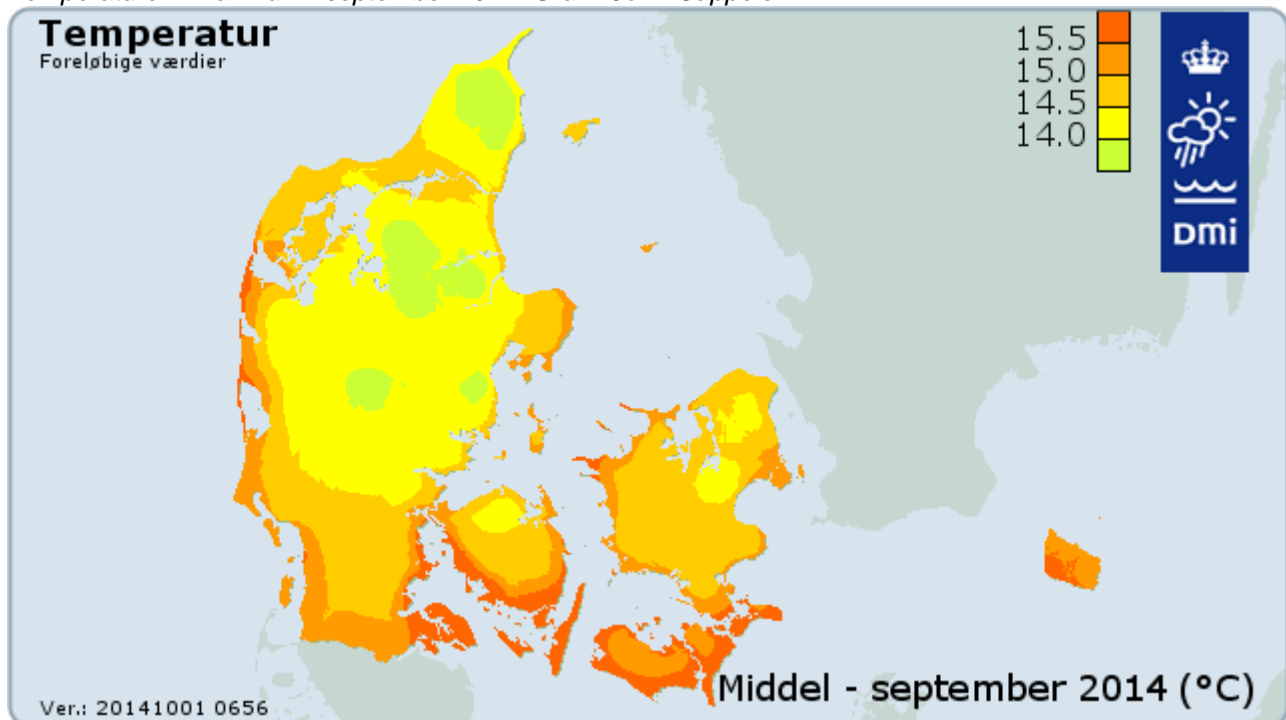 Temperatur
Foreløbige værdier
15.5
15.0
14.5
14.0
DMi
Middel - september 2014 (°C)
Ver.: 20141001 0656